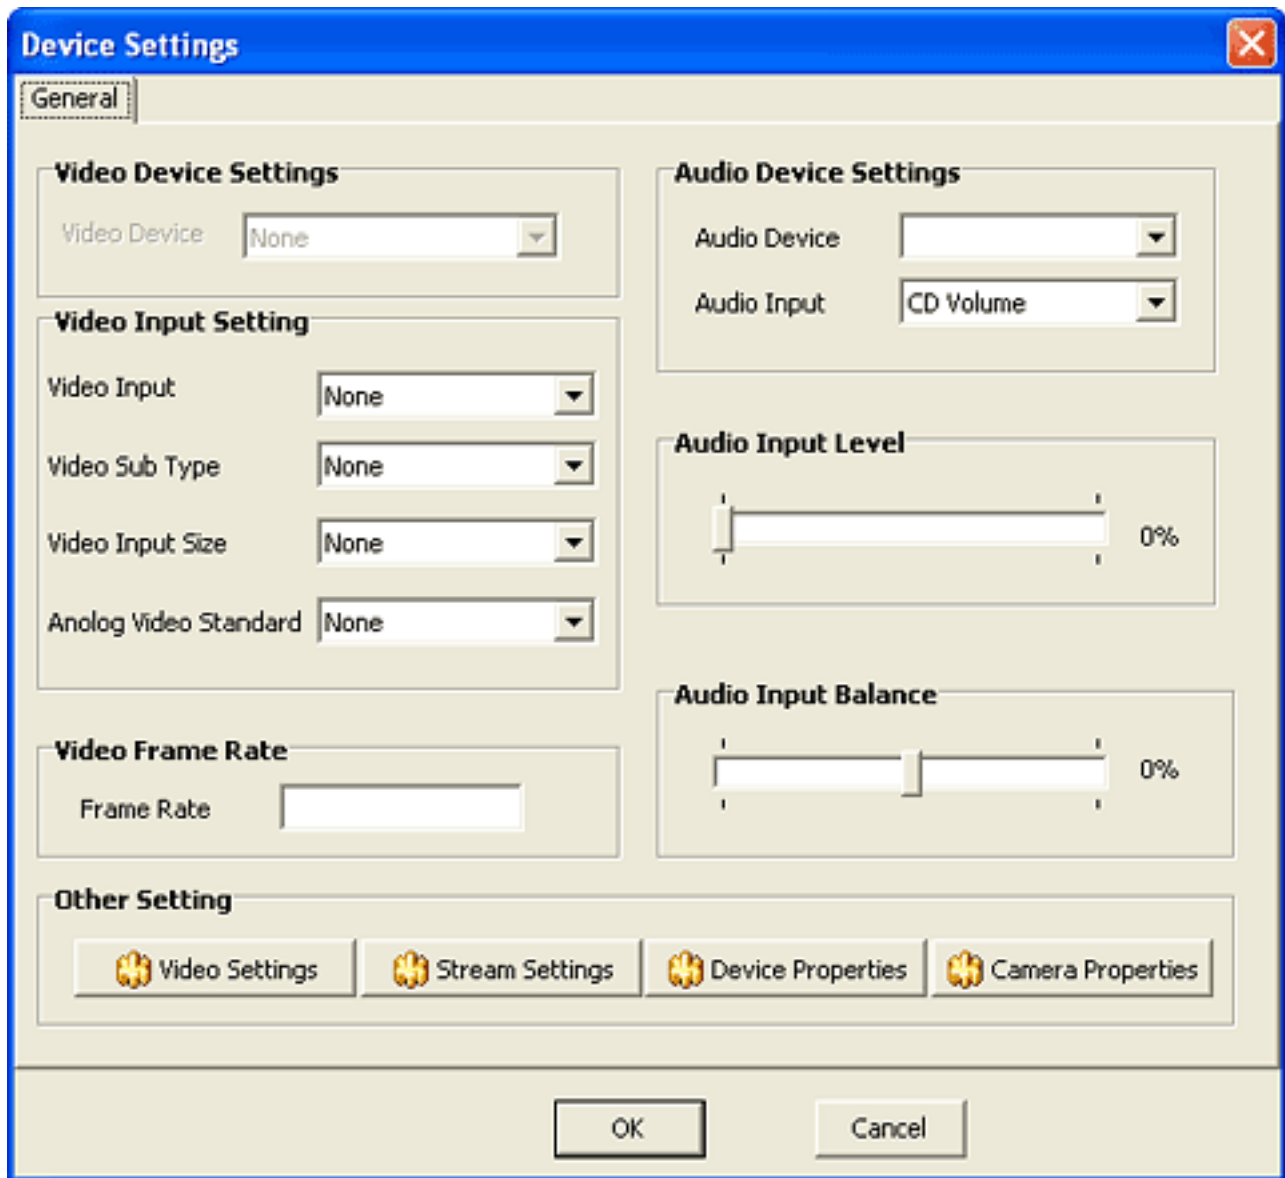 Device Settings
General
Video Device Settings
Video Device None
Video Input Setting
Video Input None
Video Sub Type None
Video Input Size None
Anolog Video Standard None
Video Frame Rate
Frame Rate
Audio Device Settings
Audio Device
Audio Input CD Volume
Audio Input Level
0%
Audio Input Balance
0%
Other Setting
Video Settings Stream Settings Device Properties Camera Properties
OK Cancel